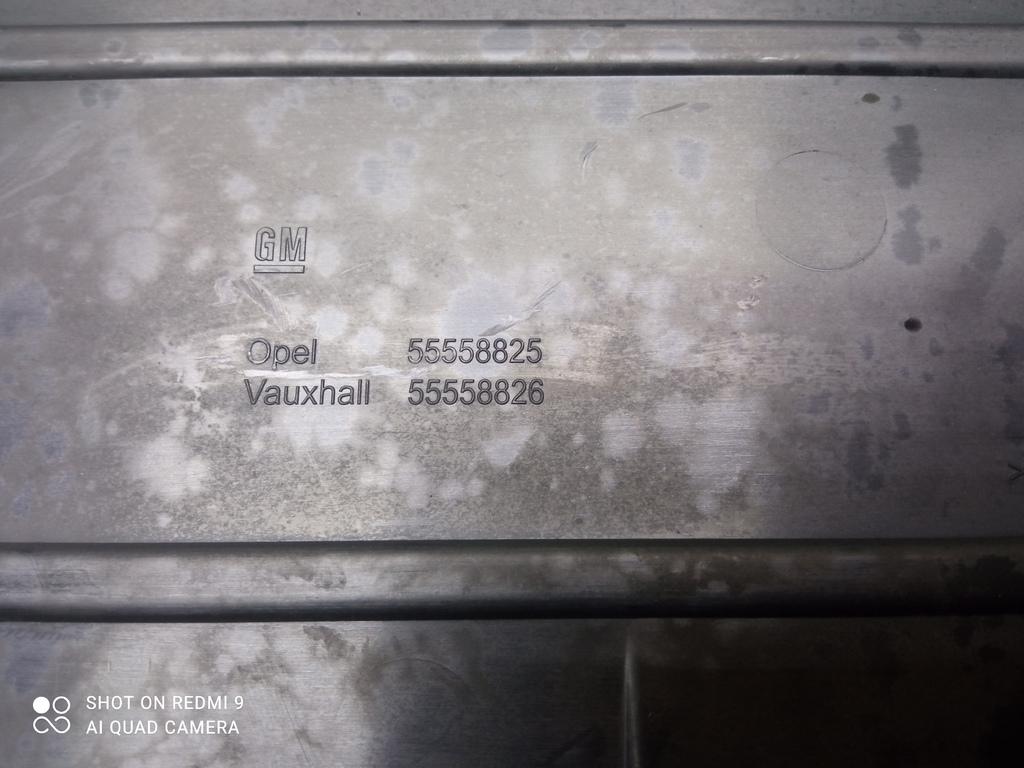 GM
Opel 55558825
Vauxhall 55558826
SHOT ON REDMI 9
AI QUAD CAMERA